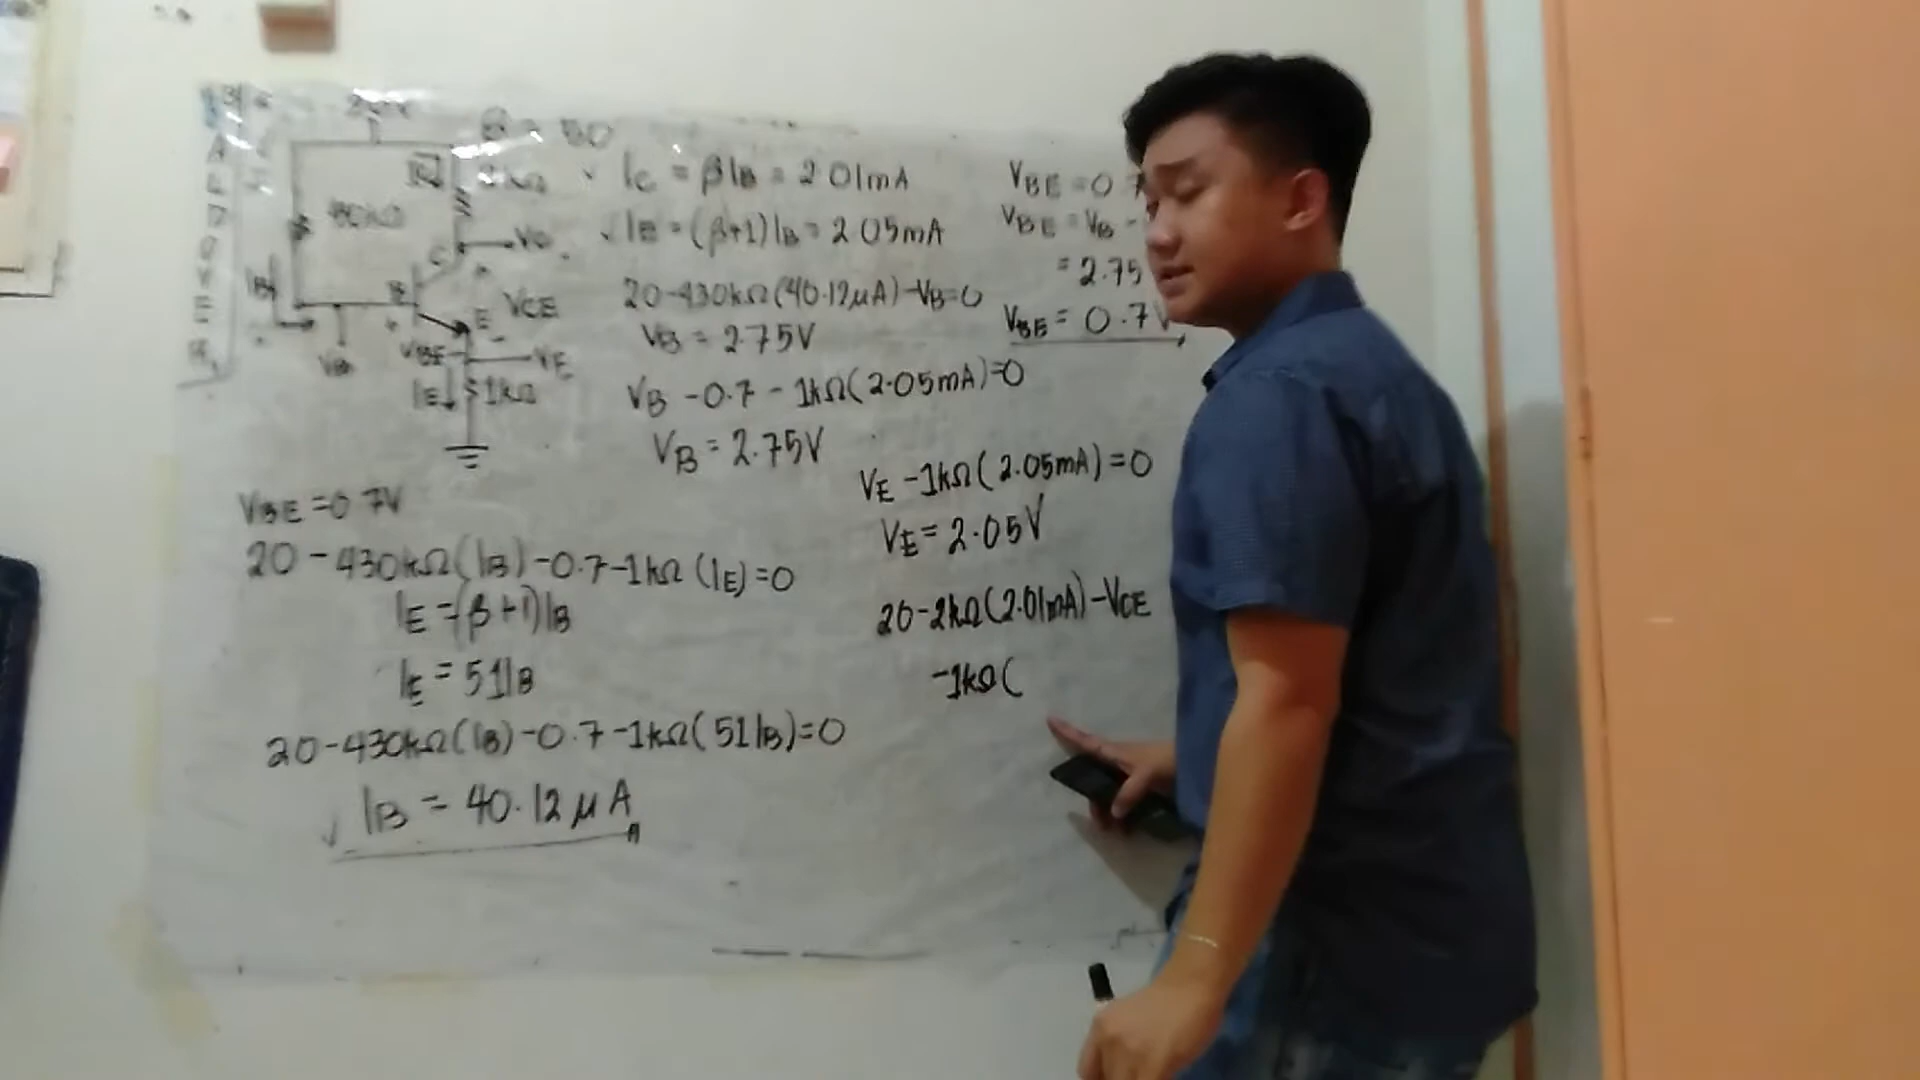 2kΩ
C
VCE
E
VBE
VE
IE
1kΩ
IC = βIB = 2.01mA
IE = (β+1)IB = 2.05mA
20-430kΩ(40.12μA)-VB=0
VB = 2.75V
VB - 0.7 - 1kΩ(2.05mA)=0
VB = 2.75V
VBE = 0.7V
20-430kΩ(IB)-0.7-1kΩ(IE)=0
IE = (β+1)IB
IE = 51IB
20-430kΩ(IB)-0.7-1kΩ(51IB)=0
IB = 40.12μA
VBE = 0.7
VBE = VB -
= 2.75
VBE = 0.7V
VE - 1kΩ(2.05mA)=0
VE = 2.05V
20-2kΩ(2.01mA)-VCE
-1kΩ(